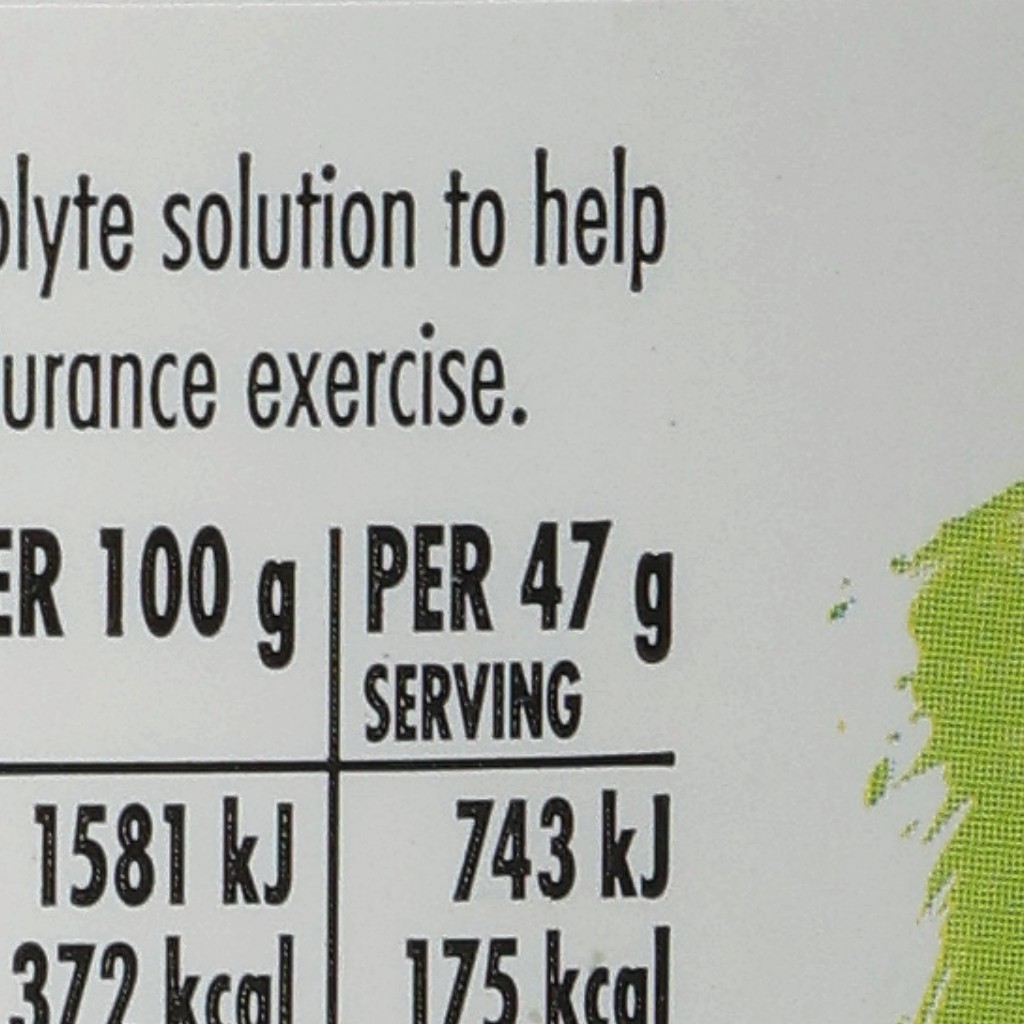 olyte solution to help
urance exercise.
ER 100 g PER 47 g
SERVING
1581 kJ 743 kJ
372 kcal 175 kcal